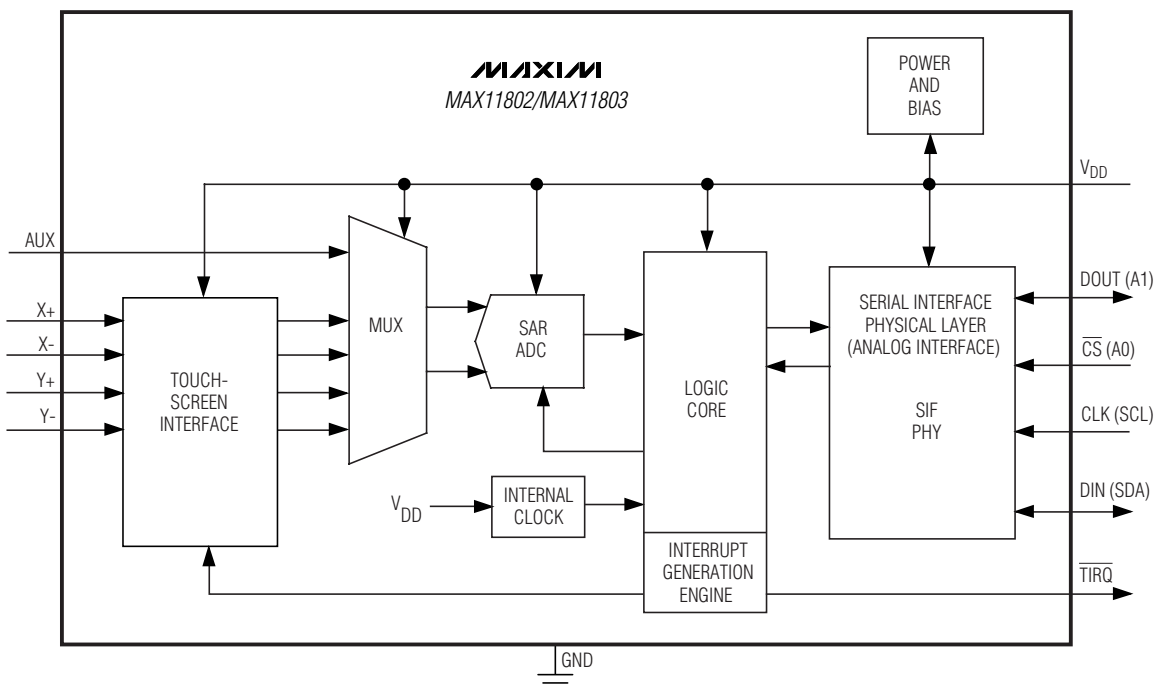 MAXIM
MAX11802/MAX11803
POWER
AND
BIAS
VDD
AUX
X+
X-
Y+
Y-
TOUCH-
SCREEN
INTERFACE
MUX
SAR
ADC
LOGIC
CORE
SERIAL INTERFACE
PHYSICAL LAYER
(ANALOG INTERFACE)
SIF
PHY
DOUT (A1)
CS (A0)
CLK (SCL)
DIN (SDA)
VDD
INTERNAL
CLOCK
INTERRUPT
GENERATION
ENGINE
TIRQ
GND